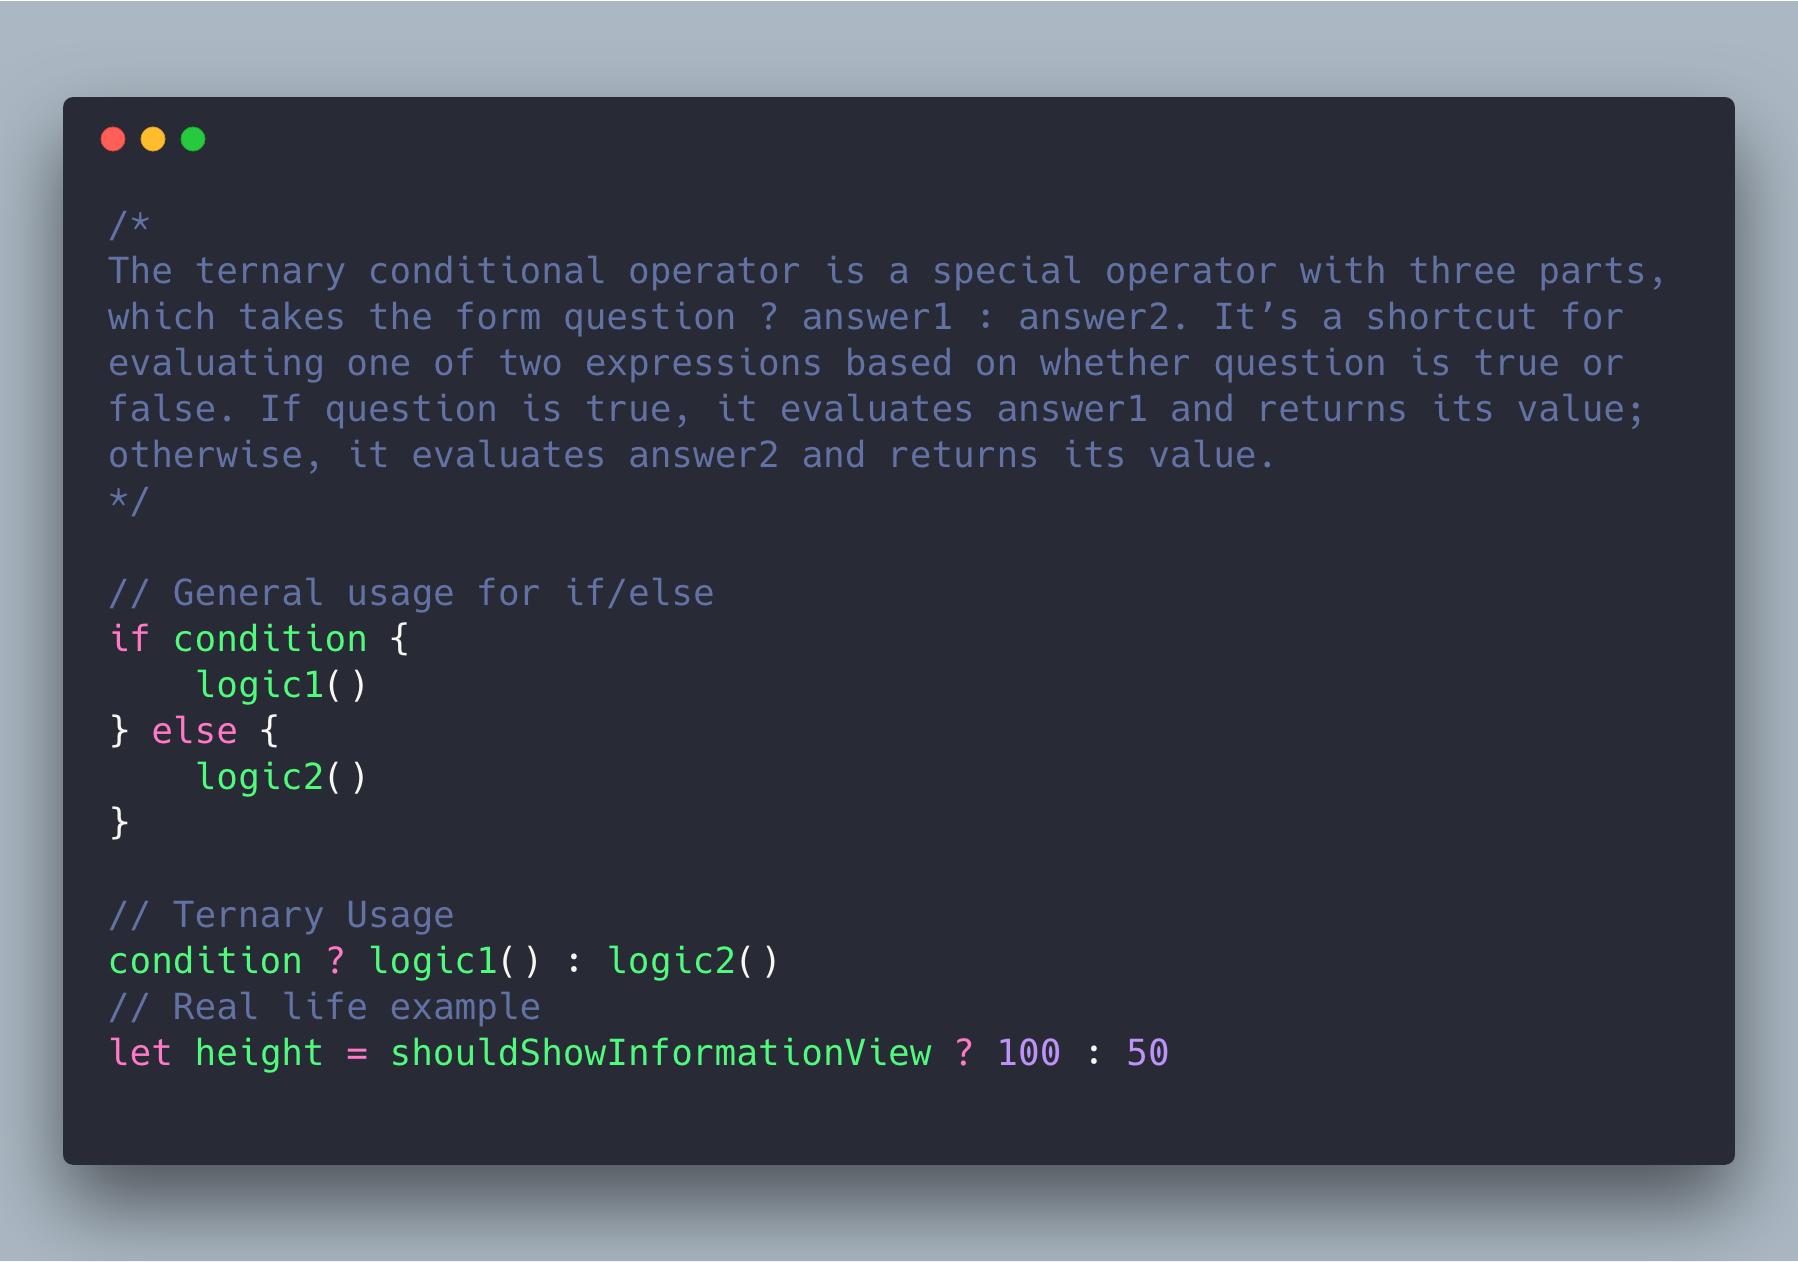 /*
The ternary conditional operator is a special operator with three parts,
which takes the form question ? answer1 : answer2. It’s a shortcut for
evaluating one of two expressions based on whether question is true or
false. If question is true, it evaluates answer1 and returns its value;
otherwise, it evaluates answer2 and returns its value.
*/

// General usage for if/else
if condition {
    logic1()
} else {
    logic2()
}

// Ternary Usage
condition ? logic1() : logic2()
// Real life example
let height = shouldShowInformationView ? 100 : 50